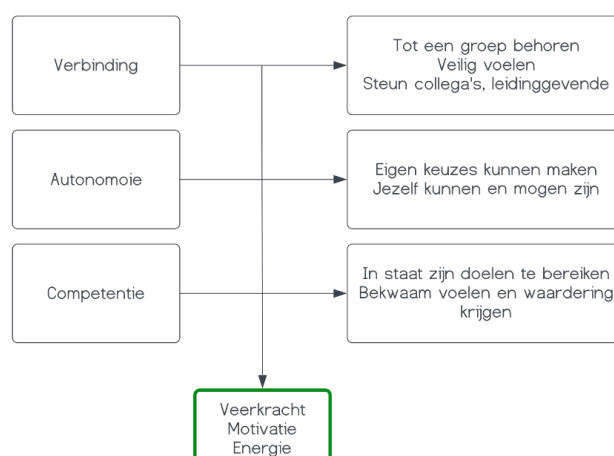 Verbinding
Tot een groep behoren
Veilig voelen
Steun collega's, leidinggevende
Autonomoie
Eigen keuzes kunnen maken
Jezelf kunnen en mogen zijn
Competentie
In staat zijn doelen te bereiken
Bekwaam voelen en waardering
krijgen
Veerkracht
Motivatie
Energie